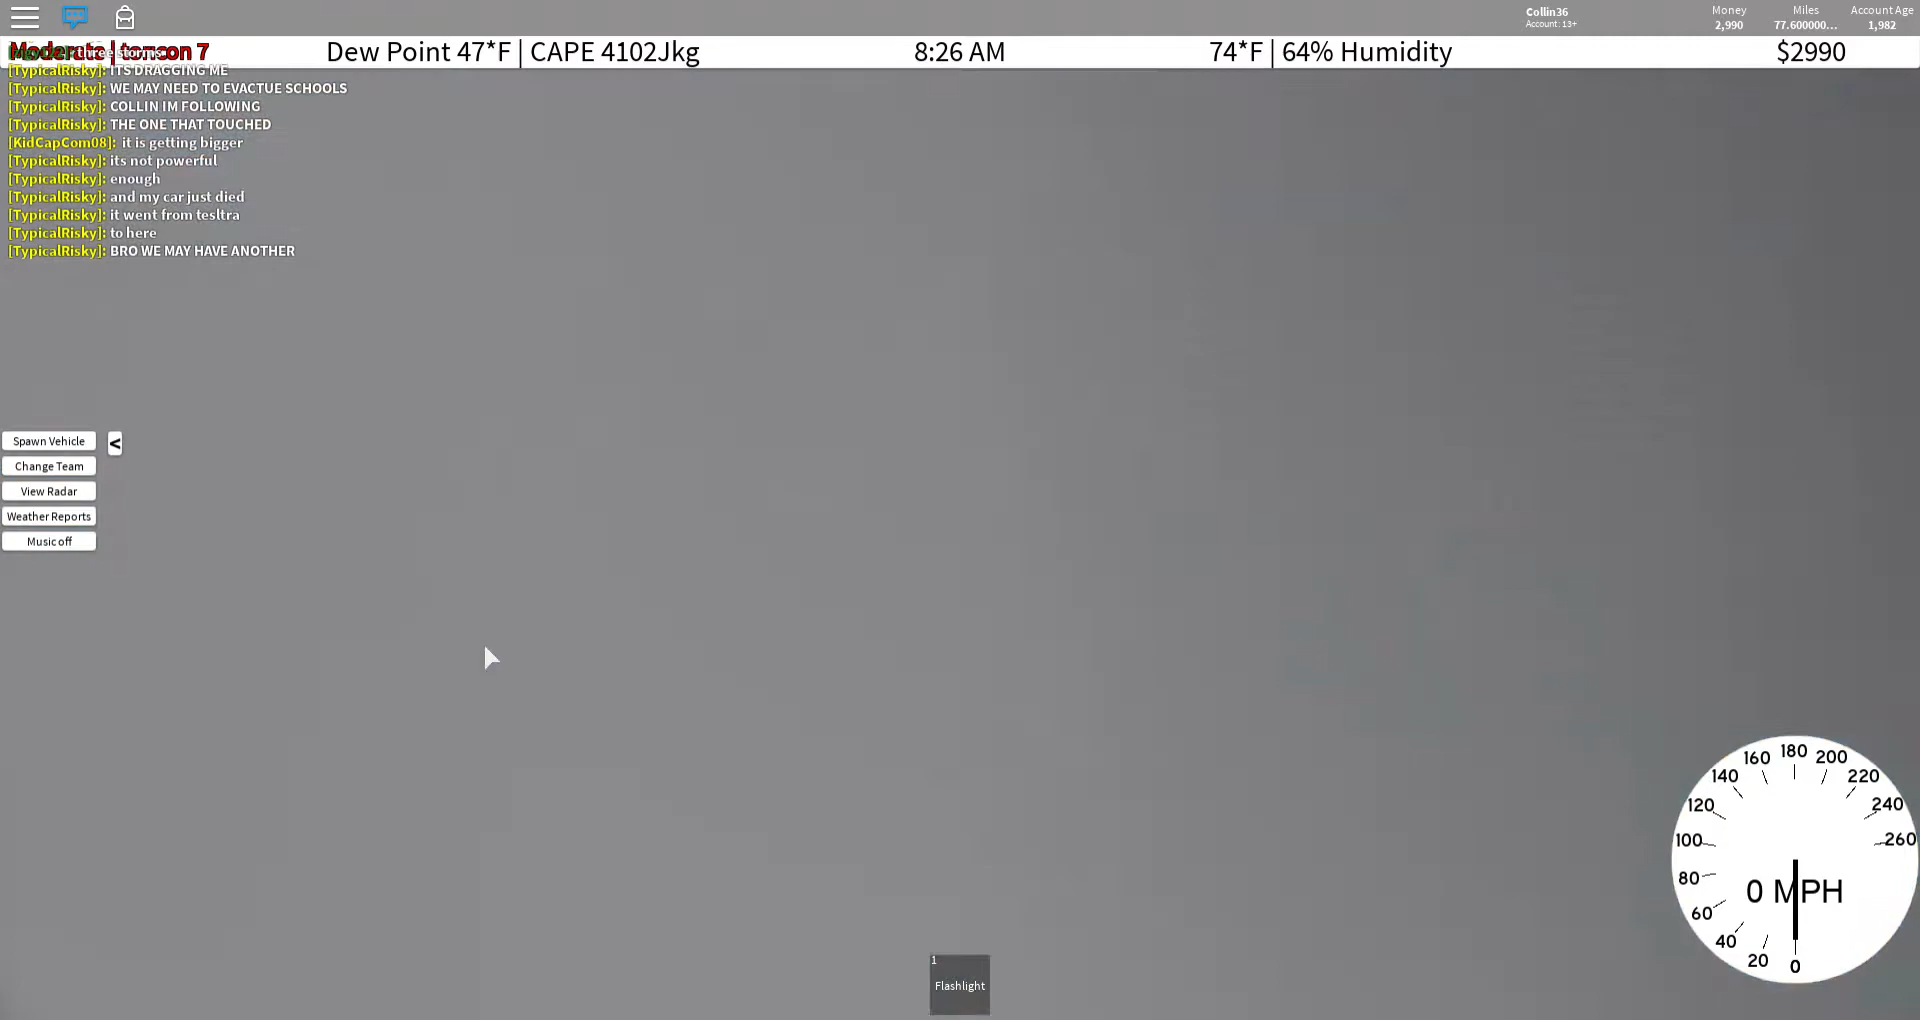 Collin36
Account: 13+
Money
2,990
Miles
77.600000...
Account Age
1,982
Moderate | torcon 7
three storms
Dew Point 47*F | CAPE 4102Jkg
8:26 AM
74*F | 64% Humidity
$2990
[TypicalRisky]: ITS DRAGGING ME
[TypicalRisky]: WE MAY NEED TO EVACTUE SCHOOLS
[TypicalRisky]: COLLIN IM FOLLOWING
[TypicalRisky]: THE ONE THAT TOUCHED
[KidCapCom08]: it is getting bigger
[TypicalRisky]: its not powerful
[TypicalRisky]: enough
[TypicalRisky]: and my car just died
[TypicalRisky]: it went from tesltra
[TypicalRisky]: to here
[TypicalRisky]: BRO WE MAY HAVE ANOTHER
Spawn Vehicle
<
Change Team
View Radar
Weather Reports
Music off
180
160
200
140
220
120
240
100
260
80
0 MPH
60
40
20
0
1
Flashlight